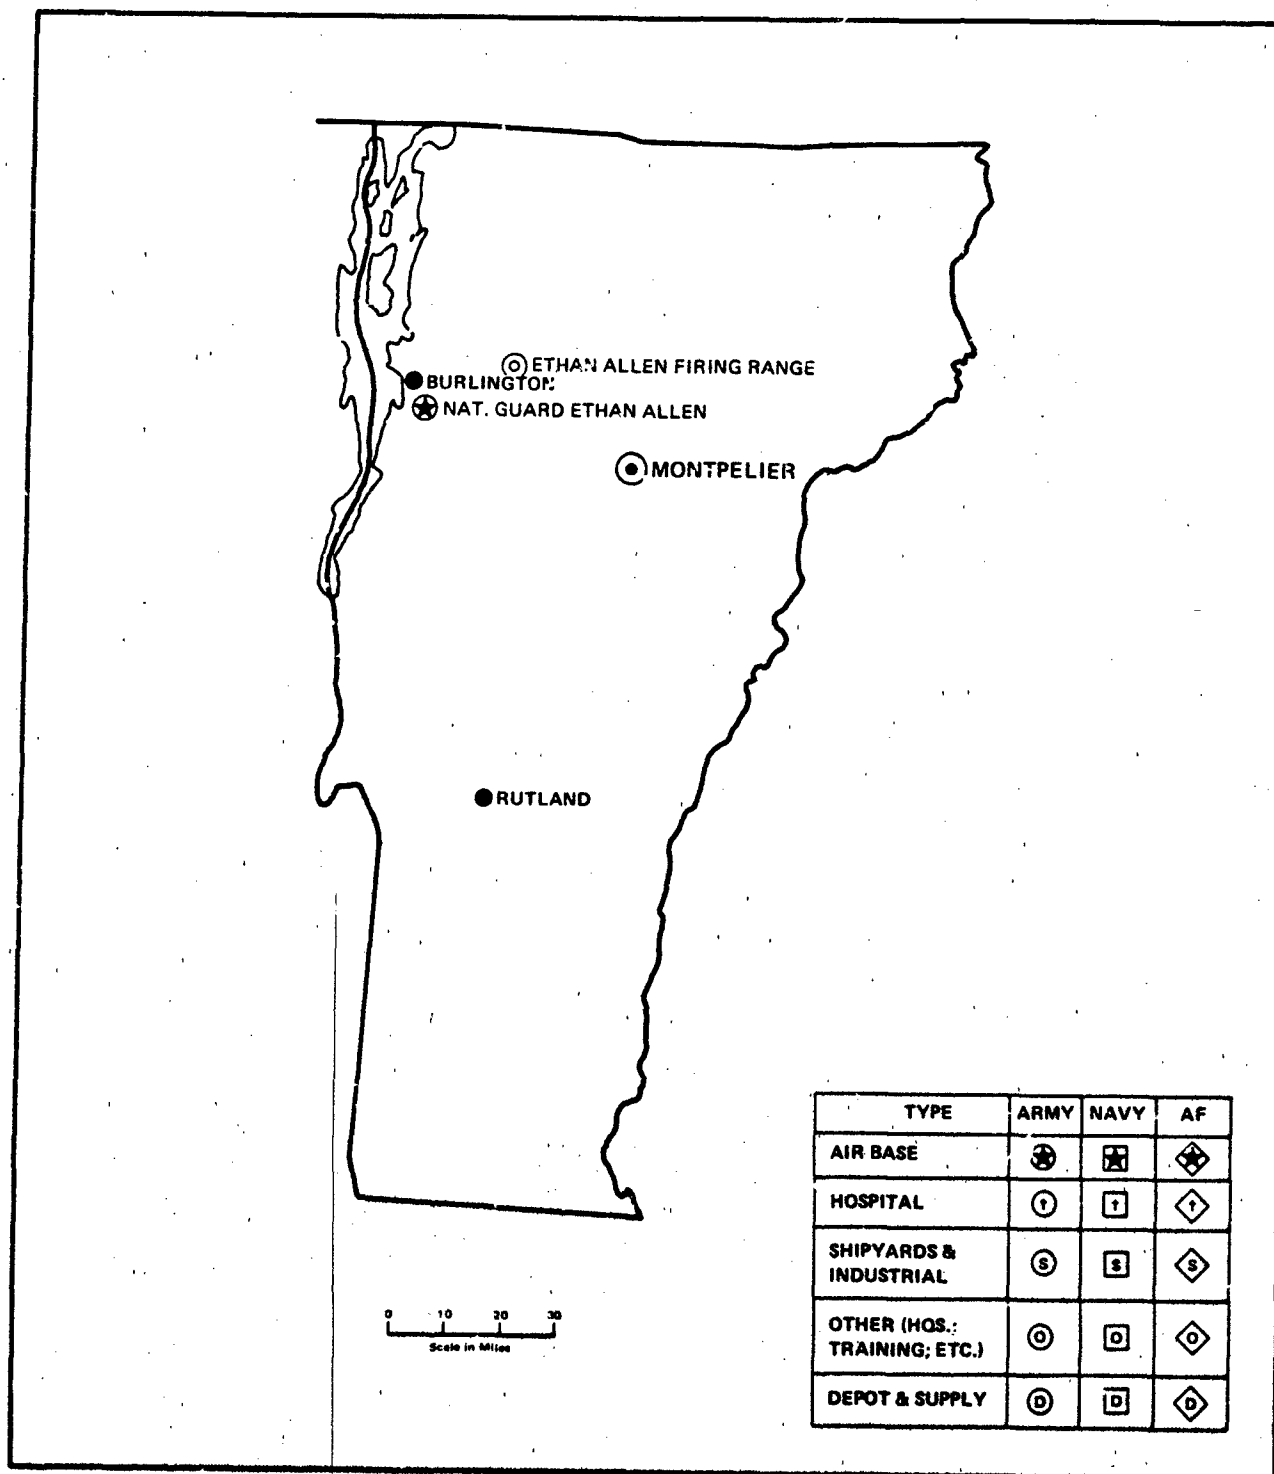 ETHAN ALLEN FIRING RANGE
BURLINGTON
NAT. GUARD ETHAN ALLEN
MONTPELIER
RUTLAND
TYPE ARMY NAVY AF
AIR BASE
HOSPITAL † † †
SHIPYARDS &
INDUSTRIAL S S S
OTHER (HOS.;
TRAINING; ETC.) O O O
DEPOT & SUPPLY D D D
0 10 20 30
Scale in Miles